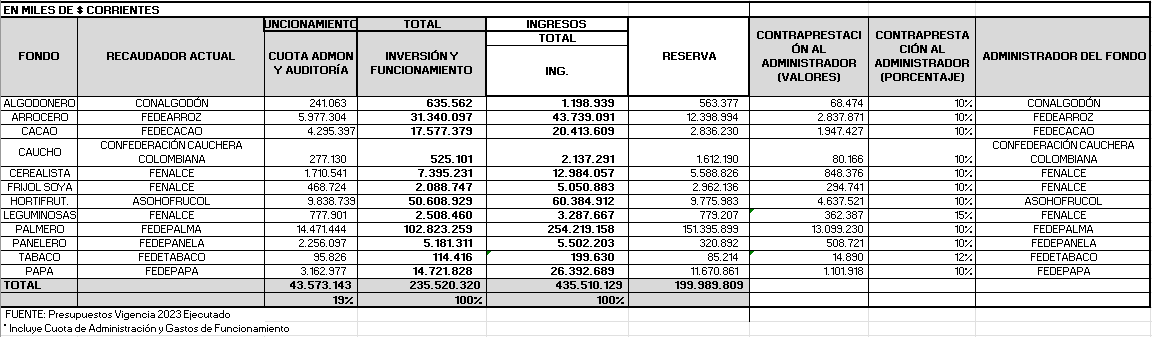 EN MILES DE $ CORRIENTES
UNCIONAMIENTO TOTAL INGRESOS
TOTAL
FONDO RECAUDADOR ACTUAL CUOTA ADMON Y AUDITORÍA INVERSIÓN Y FUNCIONAMIENTO ING. RESERVA CONTRAPRESTACIÓN AL ADMINISTRADOR (VALORES) CONTRAPRESTACIÓN AL ADMINISTRADOR (PORCENTAJE) ADMINISTRADOR DEL FONDO
ALGODONERO CONALGODÓN 241.063 635.562 1.198.939 563.377 68.474 10% CONALGODÓN
ARROCERO FEDEARROZ 5.977.304 31.340.097 43.739.091 12.398.994 2.837.871 10% FEDEARROZ
CACAO FEDECACAO 4.295.397 17.577.379 20.413.609 2.836.230 1.947.427 10% FEDECACAO
CAUCHO CONFEDERACIÓN CAUCHERA COLOMBIANA 277.130 525.101 2.137.291 1.612.190 80.166 10% CONFEDERACIÓN CAUCHERA COLOMBIANA
CEREALISTA FENALCE 1.710.541 7.395.231 12.984.057 5.588.826 848.376 10% FENALCE
FRIJOL SOYA FENALCE 468.724 2.088.747 5.050.883 2.962.136 294.741 10% FENALCE
HORTIFRUT. ASOHOFRUCOL 9.838.739 50.608.929 60.384.912 9.775.983 4.637.521 10% ASOHOFRUCOL
LEGUMINOSAS FENALCE 777.901 2.508.460 3.287.667 779.207 362.387 15% FENALCE
PALMERO FEDEPALMA 14.471.444 102.823.259 254.219.158 151.395.899 13.099.230 10% FEDEPALMA
PANELERO FEDEPANELA 2.256.097 5.181.311 5.502.203 320.892 508.721 10% FEDEPANELA
TABACO FEDETABACO 95.826 114.416 199.630 85.214 14.890 12% FEDETABACO
PAPA FEDEPAPA 3.162.977 14.721.828 26.392.689 11.670.861 1.101.918 10% FEDEPAPA
TOTAL 43.573.143 235.520.320 435.510.129 199.989.809
19% 100% 100%
FUENTE: Presupuestos Vigencia 2023 Ejecutado
* Incluye Cuota de Administración y Gastos de Funcionamiento